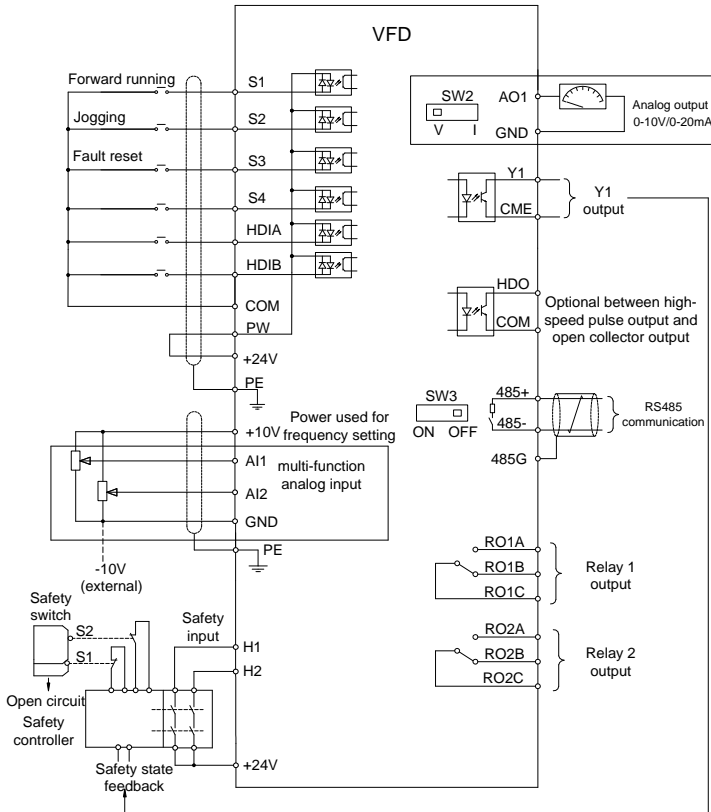 VFD
Forward running
S1
Jogging
S2
Fault reset
S3
S4
HDIA
HDIB
COM
PW
+24V
PE
SW2
V I
AO1
GND
Analog output
0-10V/0-20mA
Y1
CME
Y1
output
HDO
COM
Optional between high-
speed pulse output and
open collector output
SW3
ON OFF
485+
485-
485G
RS485
communication
Power used for
frequency setting
+10V
AI1
multi-function
analog input
AI2
GND
PE
-10V
(external)
RO1A
RO1B
RO1C
Relay 1
output
RO2A
RO2B
RO2C
Relay 2
output
Safety
switch
S2
S1
Open circuit
Safety
controller
Safety
input
H1
H2
+24V
Safety state
feedback